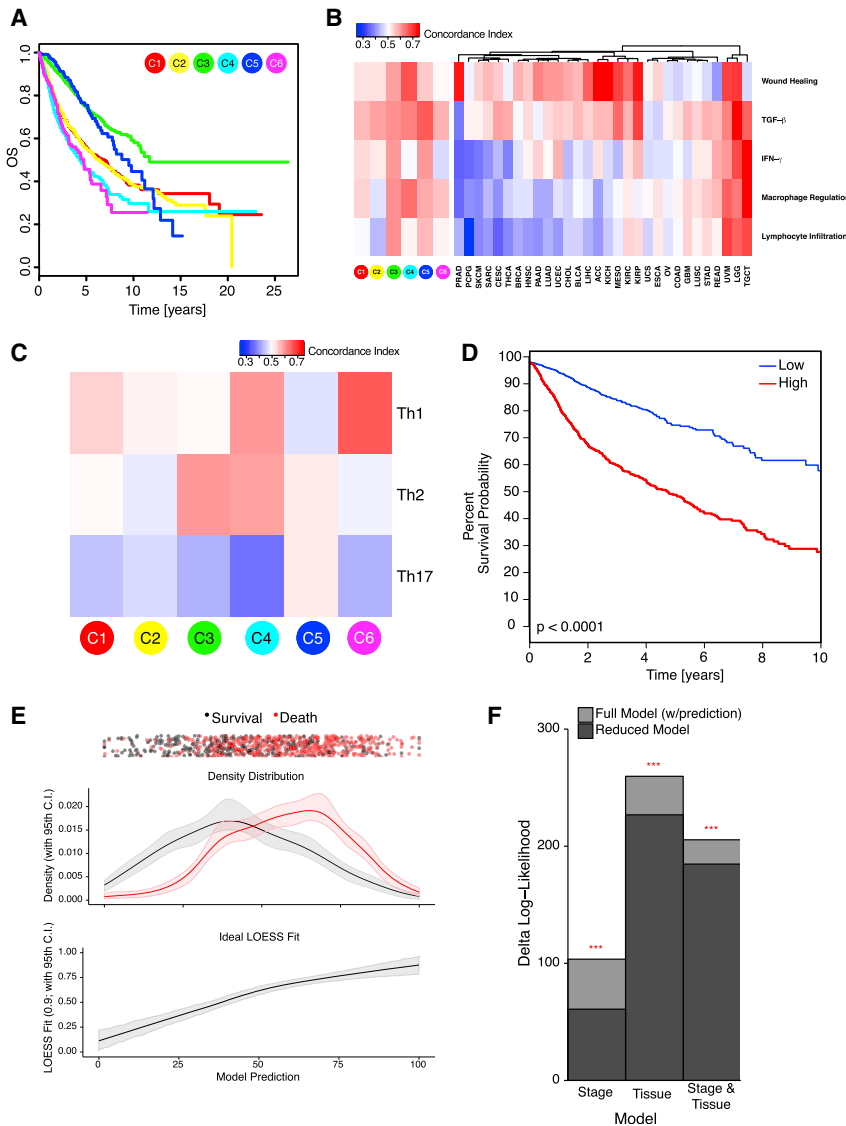 A
C1 C2 C3 C4 C5 C6
OS
1.0
0.8
0.6
0.4
0.2
0.0
0 5 10 15 20 25
Time [years]
B
Concordance Index
0.3 0.5 0.7
Wound Healing
TGF–β
IFN–γ
Macrophage Regulation
Lymphocyte Infiltration
C1 C2 C3 C4 C5 C6
PRAD PCPG SKCM SARC CESC THCA BRCA HNSC PAAD LUAD UCEC CHOL BLCA LIHC ACC KICH MESO KIRC KIRP UCS ESCA OV COAD GBM LUSC STAD READ UVM LGG TGCT
C
Concordance Index
0.3 0.5 0.7
Th1
Th2
Th17
C1 C2 C3 C4 C5 C6
D
Low
High
Percent
Survival Probability
100
90
80
70
60
50
40
30
20
10
0
p < 0.0001
0 2 4 6 8 10
Time [years]
E
Survival Death
Density Distribution
Density (with 95th C.I.)
0.020
0.015
0.010
0.005
0.000
Ideal LOESS Fit
LOESS Fit (0.9; with 95th C.I.)
1.00
0.75
0.50
0.25
0.00
0 25 50 75 100
Model Prediction
F
Full Model (w/prediction)
Reduced Model
Delta Log–Likelihood
300
200
100
0
***
***
***
Stage Tissue Stage &
Tissue
Model